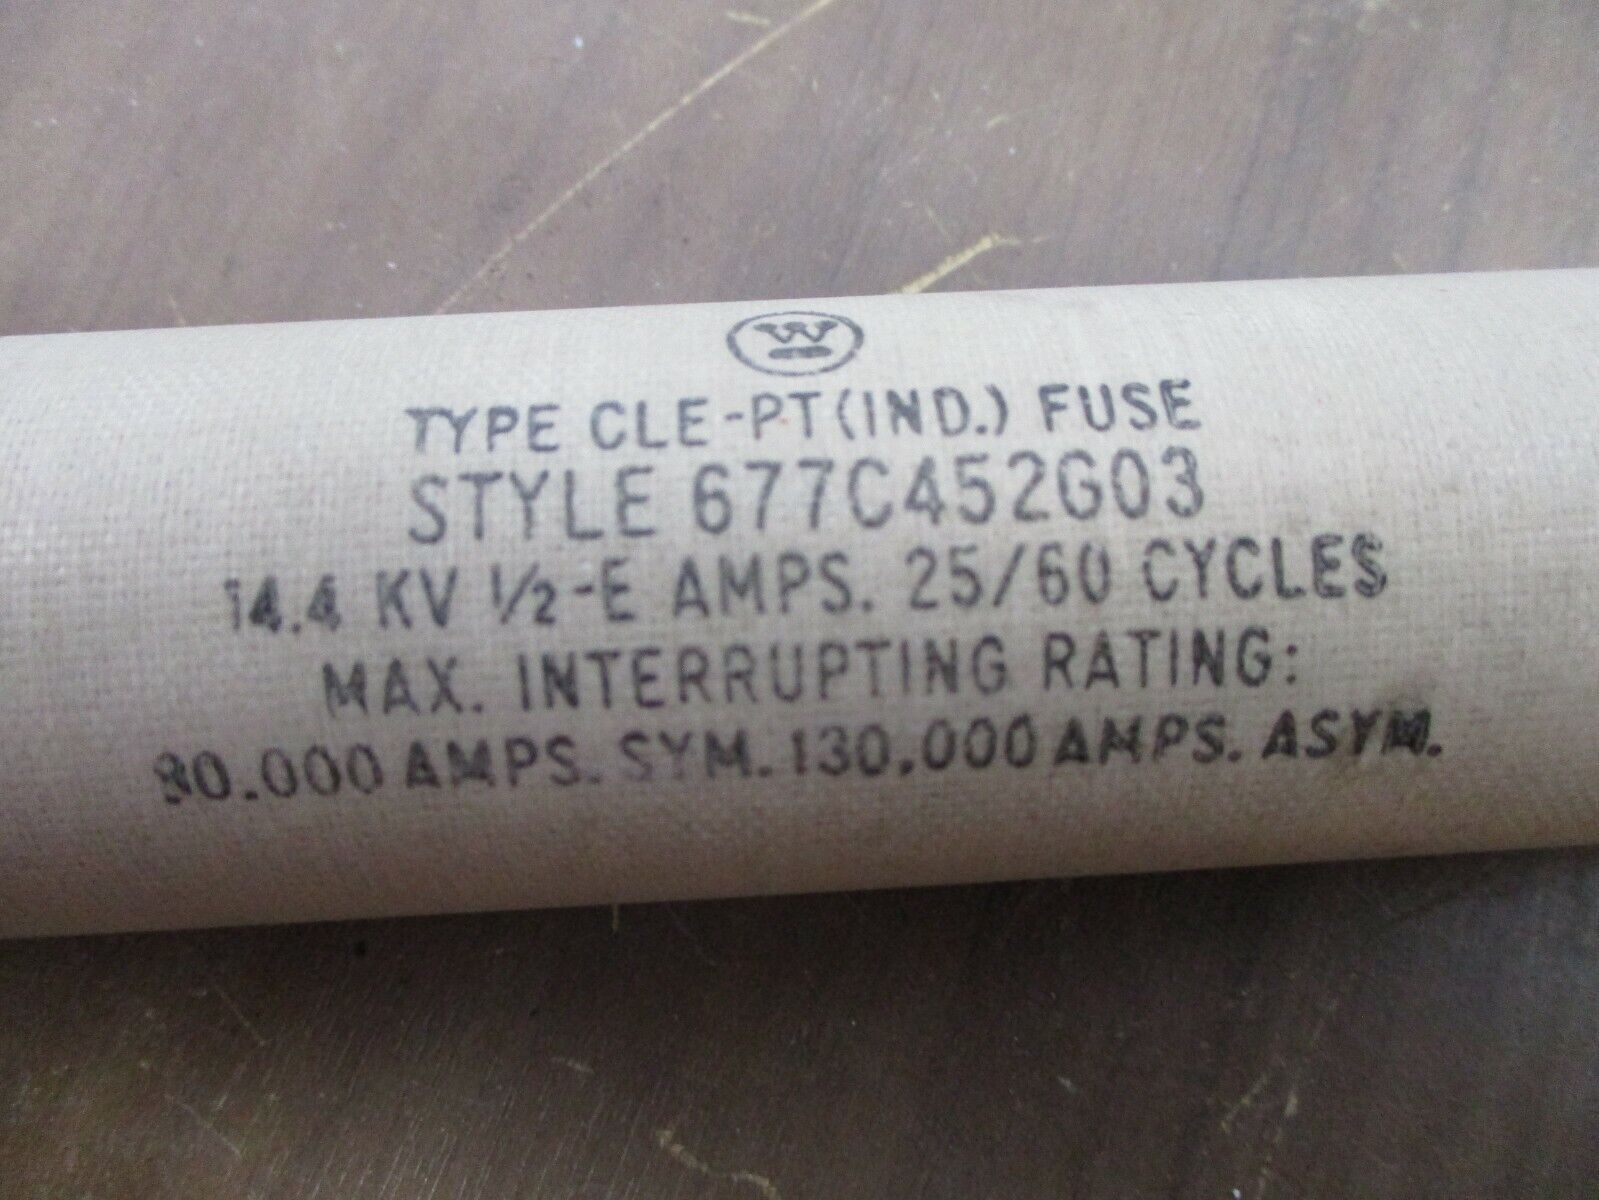 W
TYPE CLE-PT(IND.) FUSE
STYLE 677C452G03
14.4 KV 1/2-E AMPS. 25/60 CYCLES
MAX. INTERRUPTING RATING:
80.000 AMPS. SYM. 130.000 AMPS. ASYM.